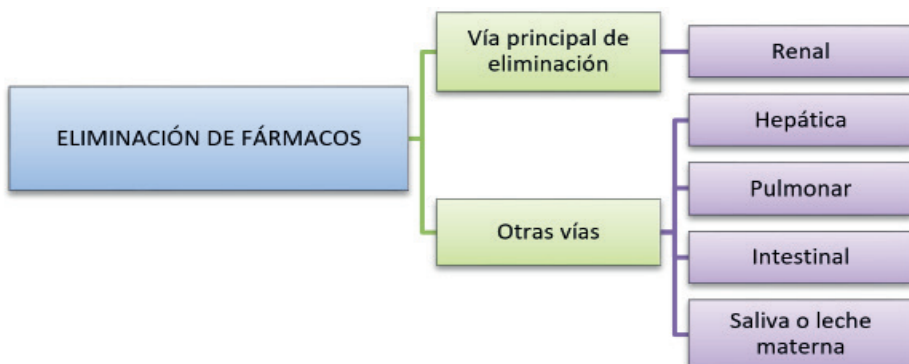 ELIMINACIÓN DE FÁRMACOS
Vía principal de
eliminación
Renal
Otras vías
Hepática
Pulmonar
Intestinal
Saliva o leche
materna